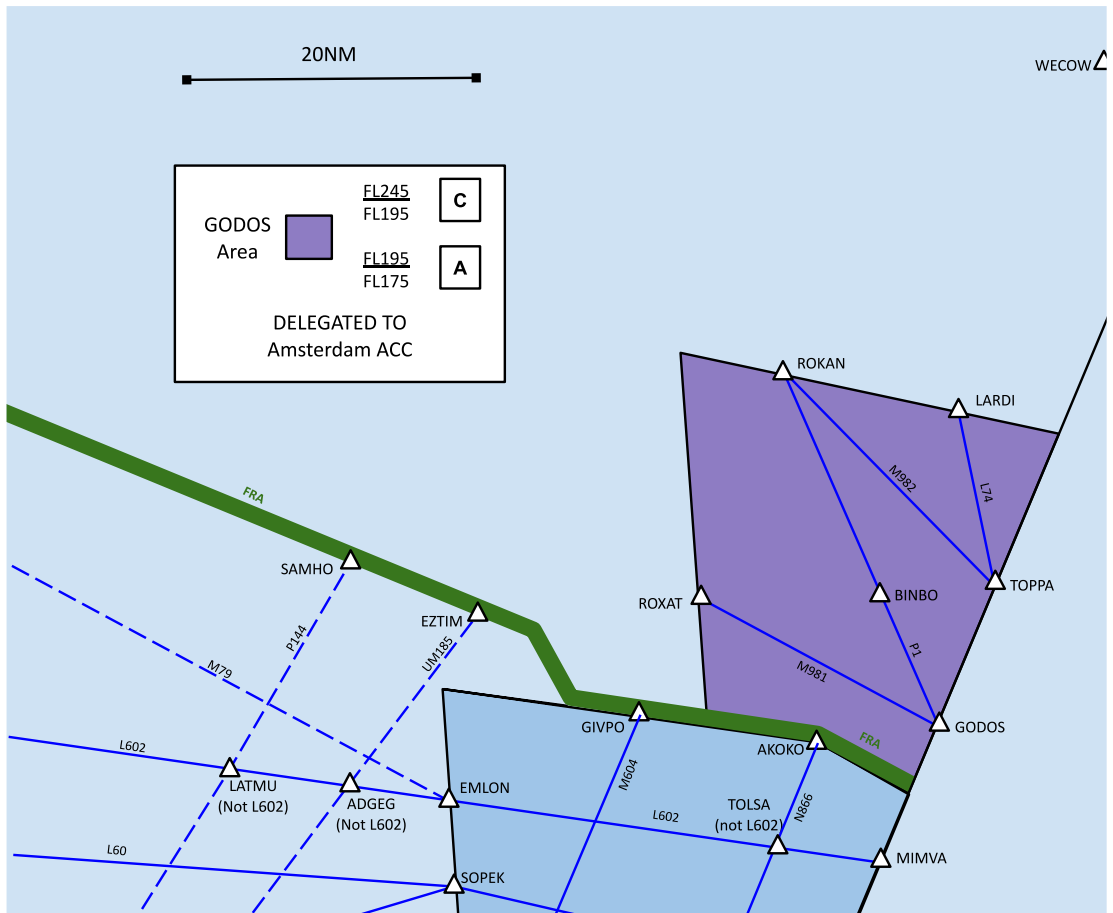 20NM
WECOW
GODOS
Area
FL245
FL195
C
FL195
FL175
A
DELEGATED TO
Amsterdam ACC
ROKAN
LARDI
M982
L74
FRA
SAMHO
TOPPA
BINBO
ROXAT
EZTIM
P144
UM185
P1
M79
M981
GIVPO
GODOS
AKOKO
FRA
L602
M604
LATMU
(Not L602)
ADGEG
(Not L602)
EMLON
L602
TOLSA
(not L602)
N866
L60
MIMVA
SOPEK